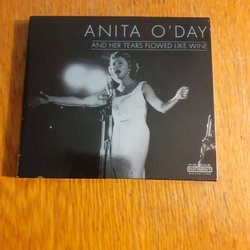 ANITA O'DAY
AND HER TEARS FLOWED LIKE WINE